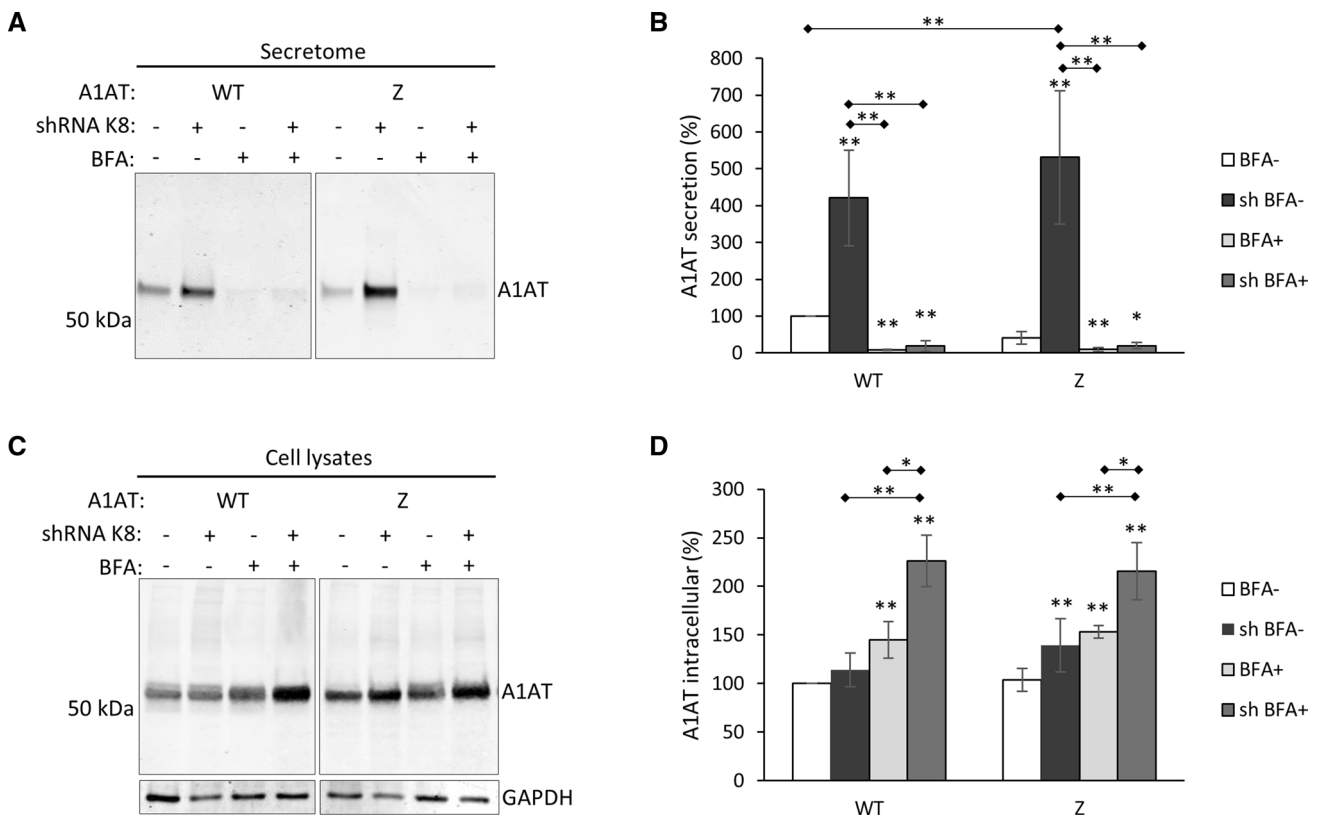 A
Secretome
A1AT: WT Z
shRNA K8: - + - + - + - +
BFA: - - + + - - + +
A1AT
50 kDa
B
**
**
**
**
**
**
**
** ** ** *
A1AT secretion (%)
800
700
600
500
400
300
200
100
0
WT Z
BFA-
sh BFA-
BFA+
sh BFA+
C
Cell lysates
A1AT: WT Z
shRNA K8: - + - + - + - +
BFA: - - + + - - + +
A1AT
50 kDa
GAPDH
D
* *
** **
** **
** ** **
A1AT intracellular (%)
300
250
200
150
100
50
0
WT Z
BFA-
sh BFA-
BFA+
sh BFA+